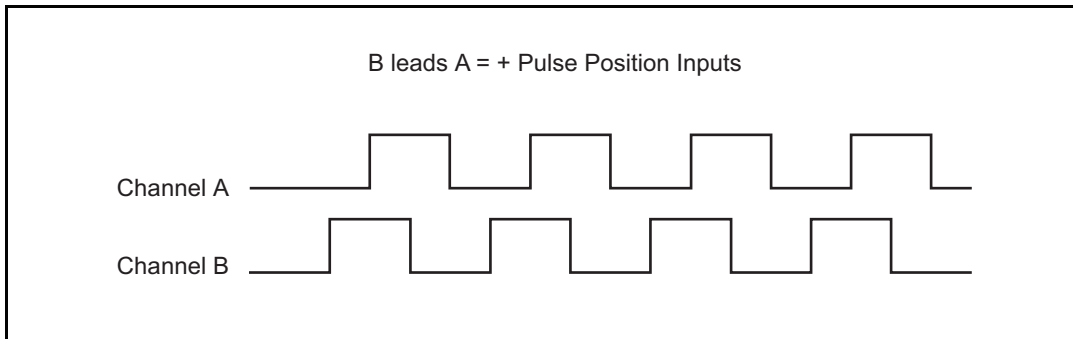 B leads A = + Pulse Position Inputs
Channel A
Channel B